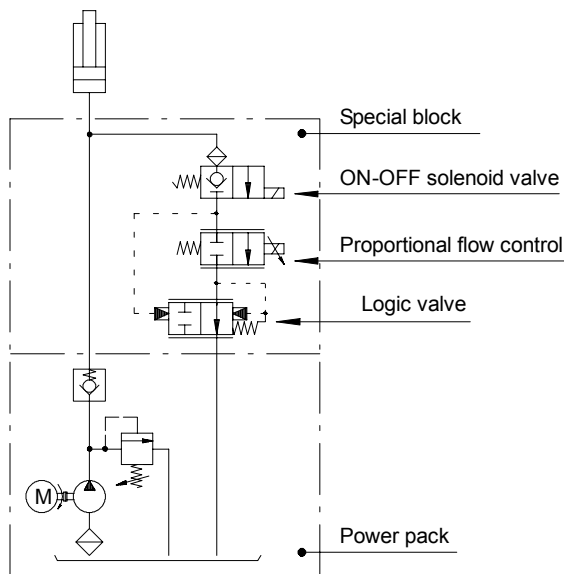 Special block
ON-OFF solenoid valve
Proportional flow control
Logic valve
M
Power pack